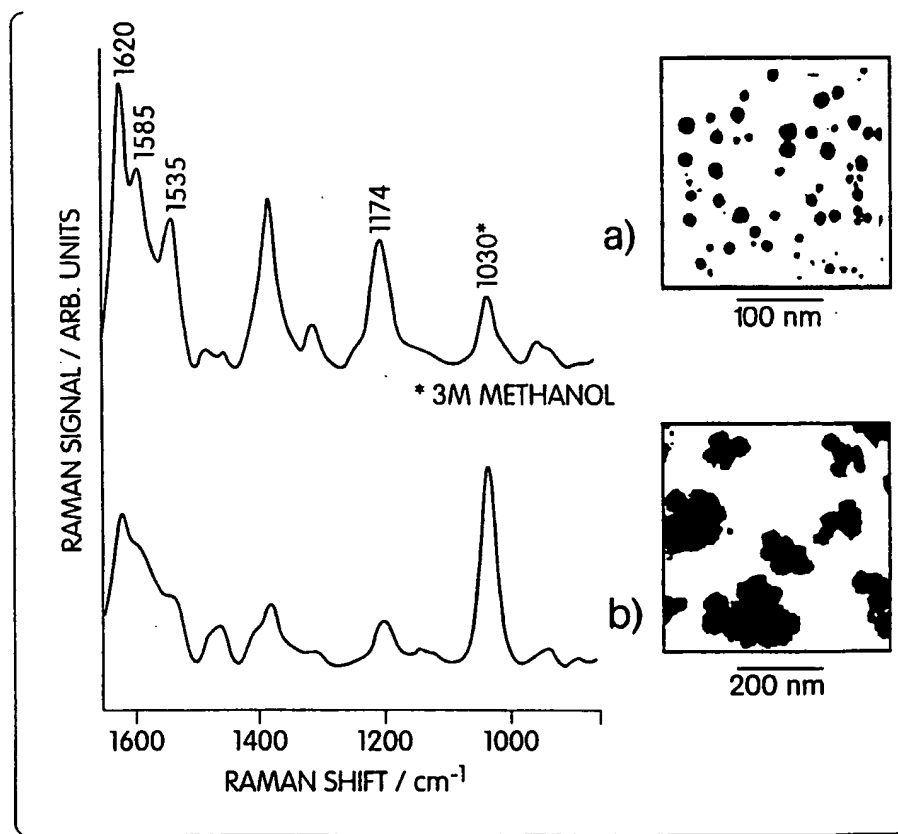 1620
1585
1535
1174
1030*
* 3M METHANOL
RAMAN SIGNAL / ARB. UNITS
1600
1400
1200
1000
RAMAN SHIFT / cm⁻¹
a)
100 nm
b)
200 nm